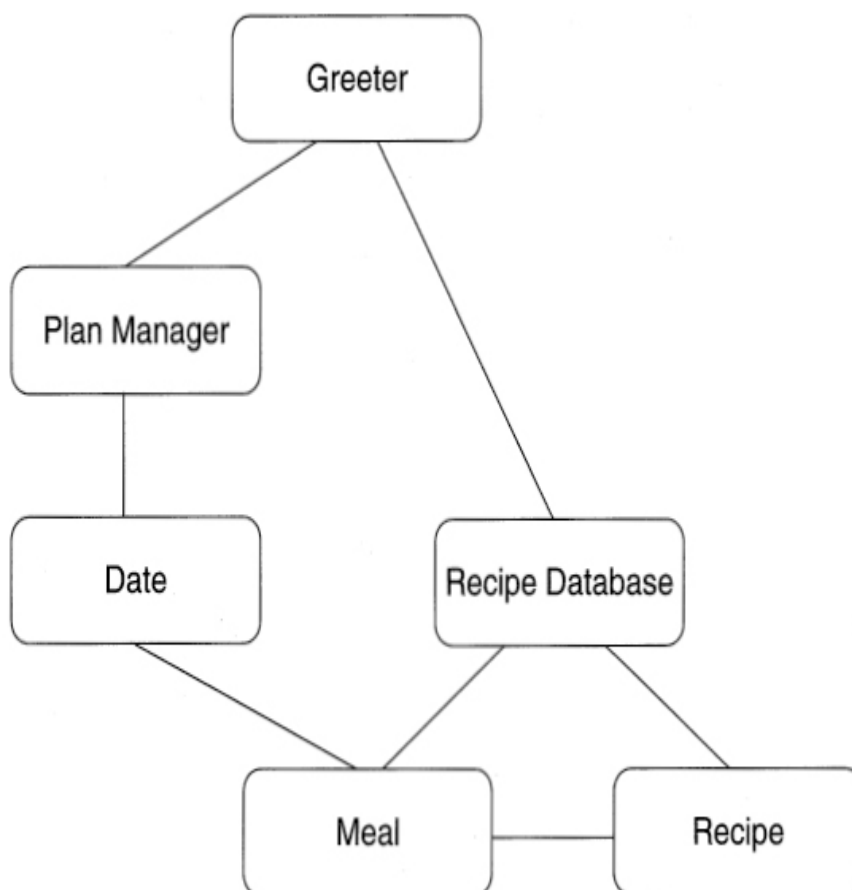 Greeter
Plan Manager
Date
Recipe Database
Meal
Recipe